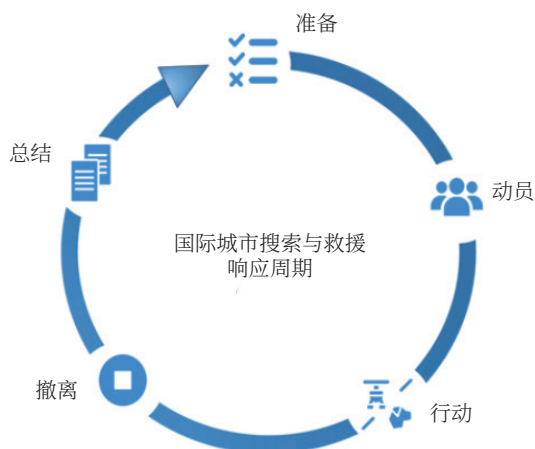 准备
动员
国际城市搜索与救援
响应周期
行动
撤离
总结